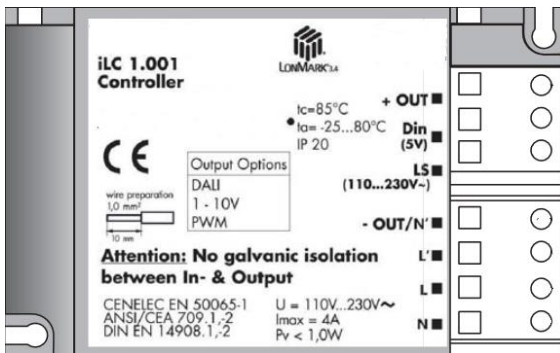 iLC 1.001
Controller
LONMARK 3.4
tc=85°C
ta= -25...80°C
IP 20
+ OUT
Din
(5V)
LS
(110...230V~)
- OUT/N'
L'
L
N
Output Options
DALI
1 - 10V
PWM
wire preparation
1,0 mm²
10 mm
Attention: No galvanic isolation
between In- & Output
CENELEC EN 50065-1
ANSI/CEA 709.1,-2
DIN EN 14908.1,-2
U = 110V...230V~
Imax = 4A
Pv < 1,0W
CE